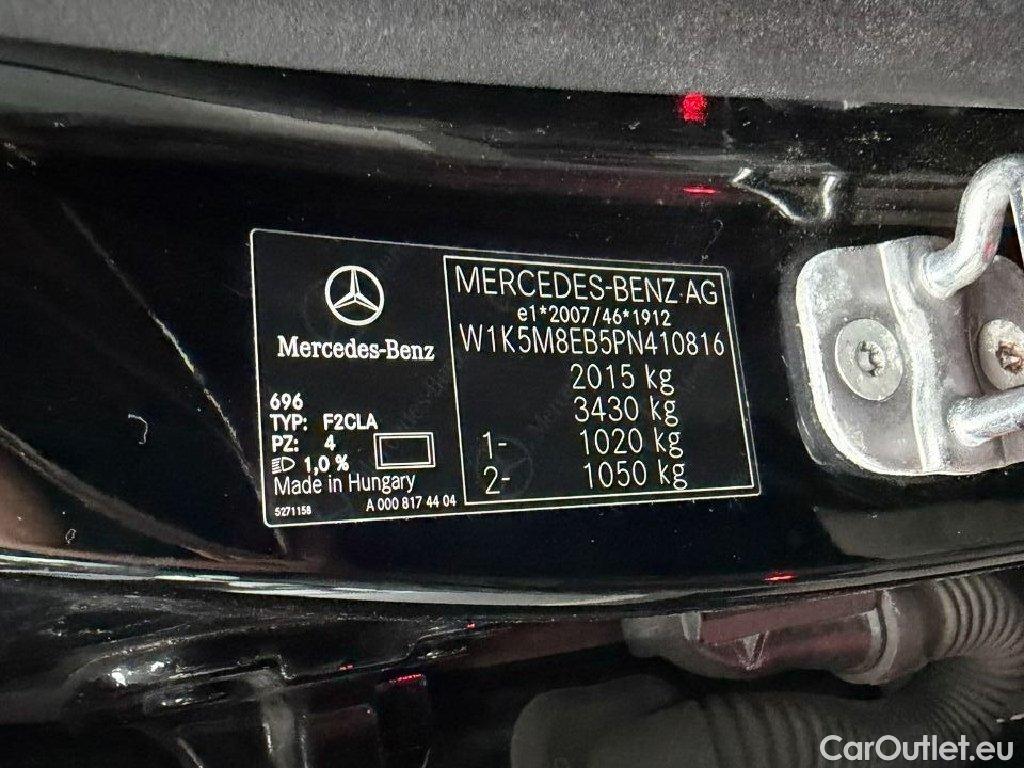 Mercedes-Benz
696
TYP: F2CLA
PZ: 4
1,0 %
Made in Hungary
5271158
A 000 817 44 04
MERCEDES-BENZ AG
e1*2007/46*1912
W1K5M8EB5PN410816
2015 kg
3430 kg
1- 1020 kg
2- 1050 kg
CarOutlet.eu